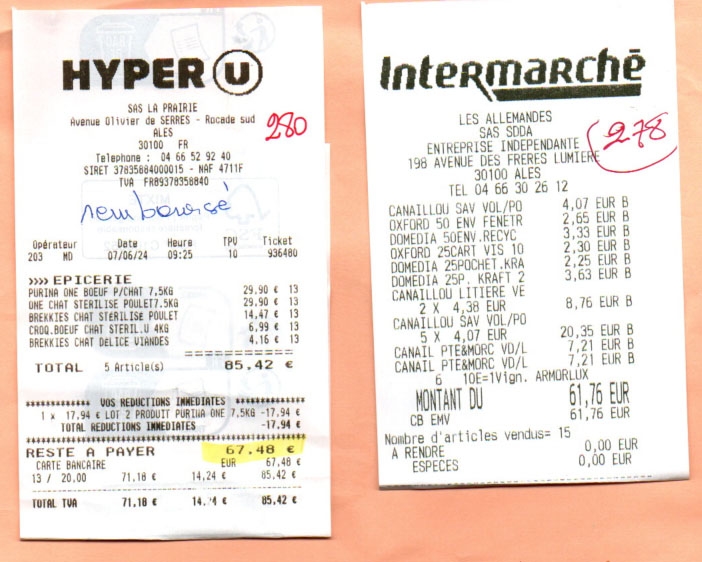 HYPER U
SAS LA PRAIRIE
Avenue Olivier de SERRES - Rocade sud
ALES
280
30100 FR
Telephone : 04 66 52 92 40
SIRET 37835884000015 - NAF 4711F
TVA FR89378358840
remboursé
Opérateur Date Heure TPV Ticket
203 MD 07/06/24 09:25 10 936480
>>>> EPICERIE
PURINA ONE BOEUF P/CHAT 7,5KG 29.90 € 13
UNE CHAT STERILISE POULET7.5KG 29.90 € 13
BREKKIES CHAT STERILISE POULET 14,47 € 13
CROQ.BOEUF CHAT STERIL.U 4KG 6,99 € 13
BREKKIES CHAT DELICE VIANDES 4.16 € 13
===========
TOTAL 5 Article(s) 85.42 €
********** VOS REDUCTIONS IMMEDIATES **********
1 x 17,94 € LOT 2 PRODUIT PURINA ONE 7,5KG -17,94 €
TOTAL REDUCTIONS IMMEDIATES -17,94 €
RESTE A PAYER 67.48 €
CARTE BANCAIRE EUR 67,48 €
13 / 20.00 71,18 € 14,24 € 85,42 €
TOTAL TVA 71,18 € 14,24 € 85,42 €
InterMarchē
LES ALLEMANDES
SAS SDDA
278
ENTREPRISE INDEPENDANTE
198 AVENUE DES FRERES LUMIERE
30100 ALES
TEL 04 66 30 26 12
CANAILLOU SAV VOL/PO 4,07 EUR B
OXFORD 50 ENV FENETR 2,65 EUR B
DOMEDIA 50ENV.RECYC 3,33 EUR B
OXFORD 25CART VIS 10 2,30 EUR B
DOMEDIA 25POCHET.KRA 2,25 EUR B
DOMEDIA 25P. KRAFT 2 3,63 EUR B
CANAILLOU LITIERE VE
2 X 4,38 EUR 8,76 EUR B
CANAILLOU SAV VOL/PO
5 X 4,07 EUR 20,35 EUR B
CANAIL PTE&MORC VD/L 7,21 EUR B
CANAIL PTE&MORC VD/L 7,21 EUR B
6 10E=1Vign. ARMORLUX
MONTANT DU 61,76 EUR
CB EMV 61,76 EUR
Nombre d'articles vendus= 15
A RENDRE 0,00 EUR
ESPECES 0,00 EUR